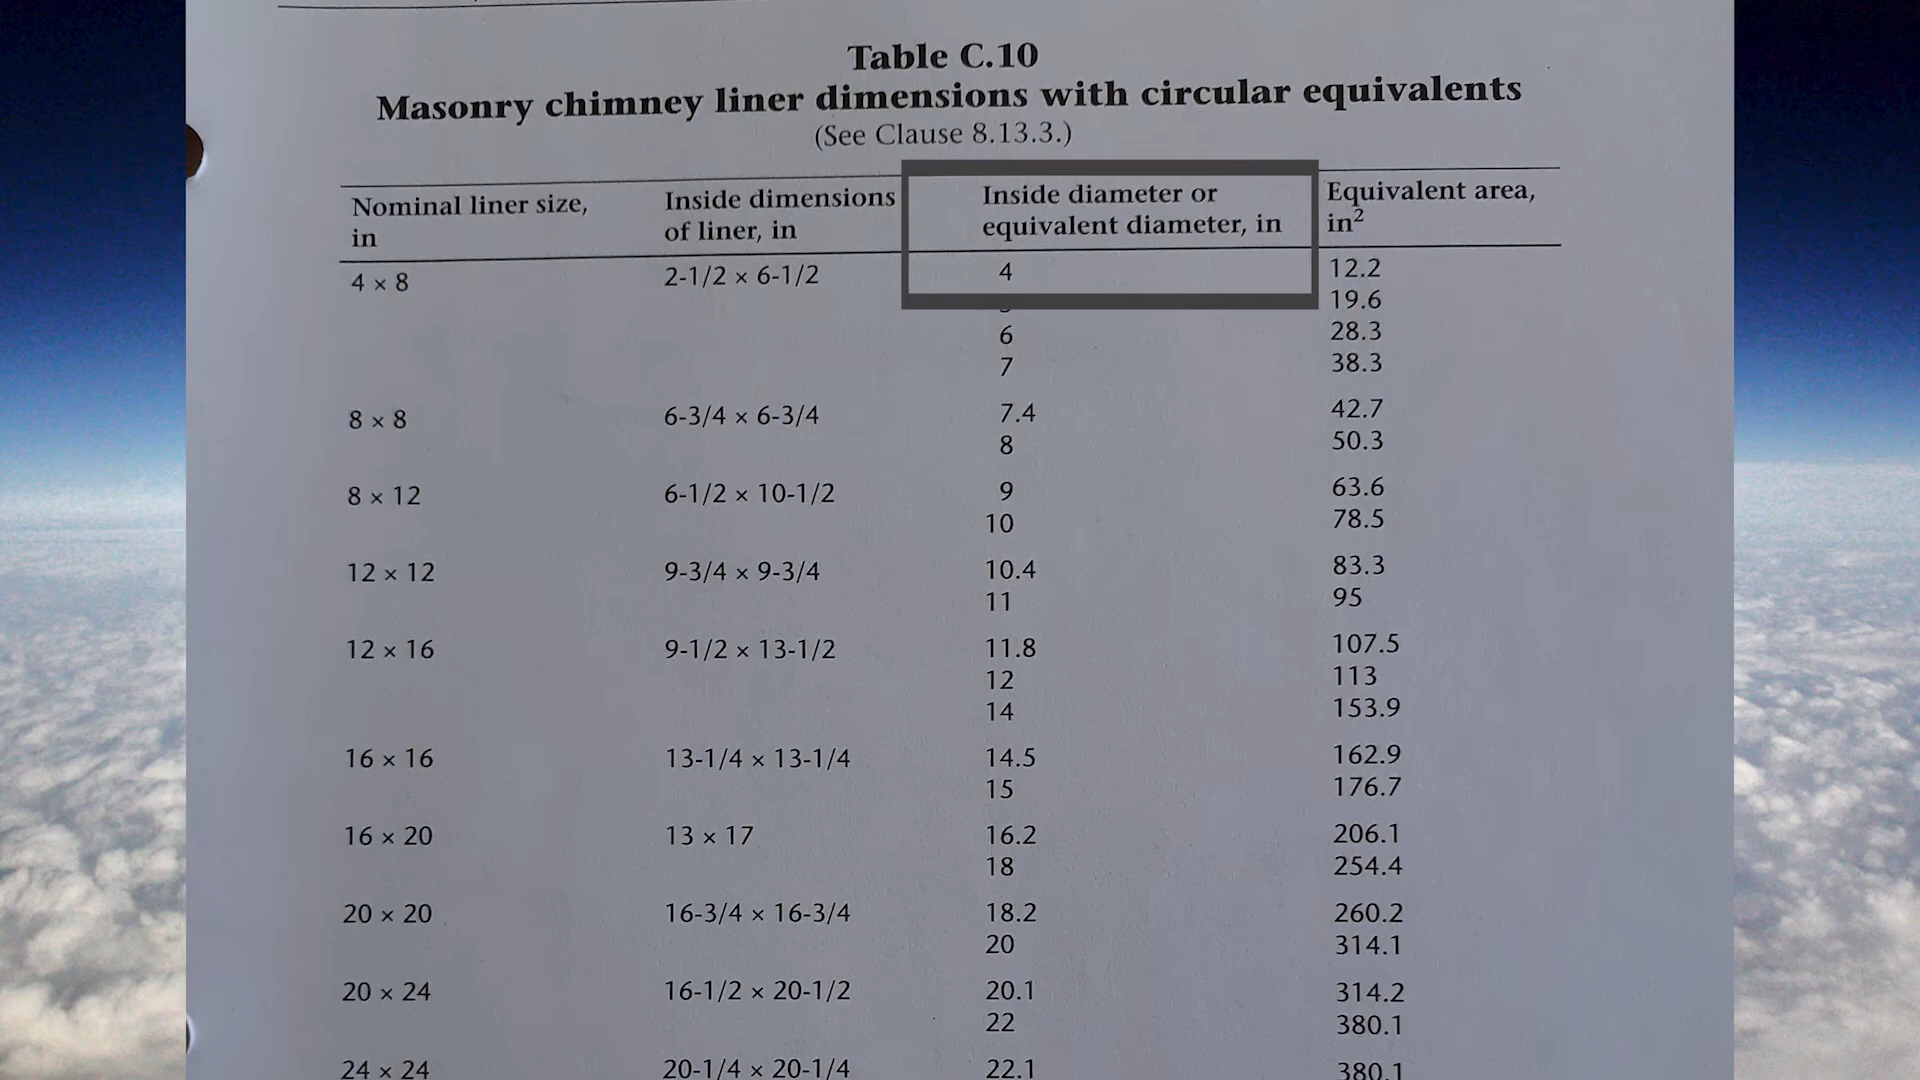 Table C.10
Masonry chimney liner dimensions with circular equivalents
(See Clause 8.13.3.)
Nominal liner size, in Inside dimensions of liner, in Inside diameter or equivalent diameter, in Equivalent area, in²
4 × 8 2-1/2 × 6-1/2 4 12.2
19.6
6 28.3
7 38.3
8 × 8 6-3/4 × 6-3/4 7.4 42.7
8 50.3
8 × 12 6-1/2 × 10-1/2 9 63.6
10 78.5
12 × 12 9-3/4 × 9-3/4 10.4 83.3
11 95
12 × 16 9-1/2 × 13-1/2 11.8 107.5
12 113
14 153.9
16 × 16 13-1/4 × 13-1/4 14.5 162.9
15 176.7
16 × 20 13 × 17 16.2 206.1
18 254.4
20 × 20 16-3/4 × 16-3/4 18.2 260.2
20 314.1
20 × 24 16-1/2 × 20-1/2 20.1 314.2
22 380.1
24 × 24 20-1/4 × 20-1/4 22.1 380.1